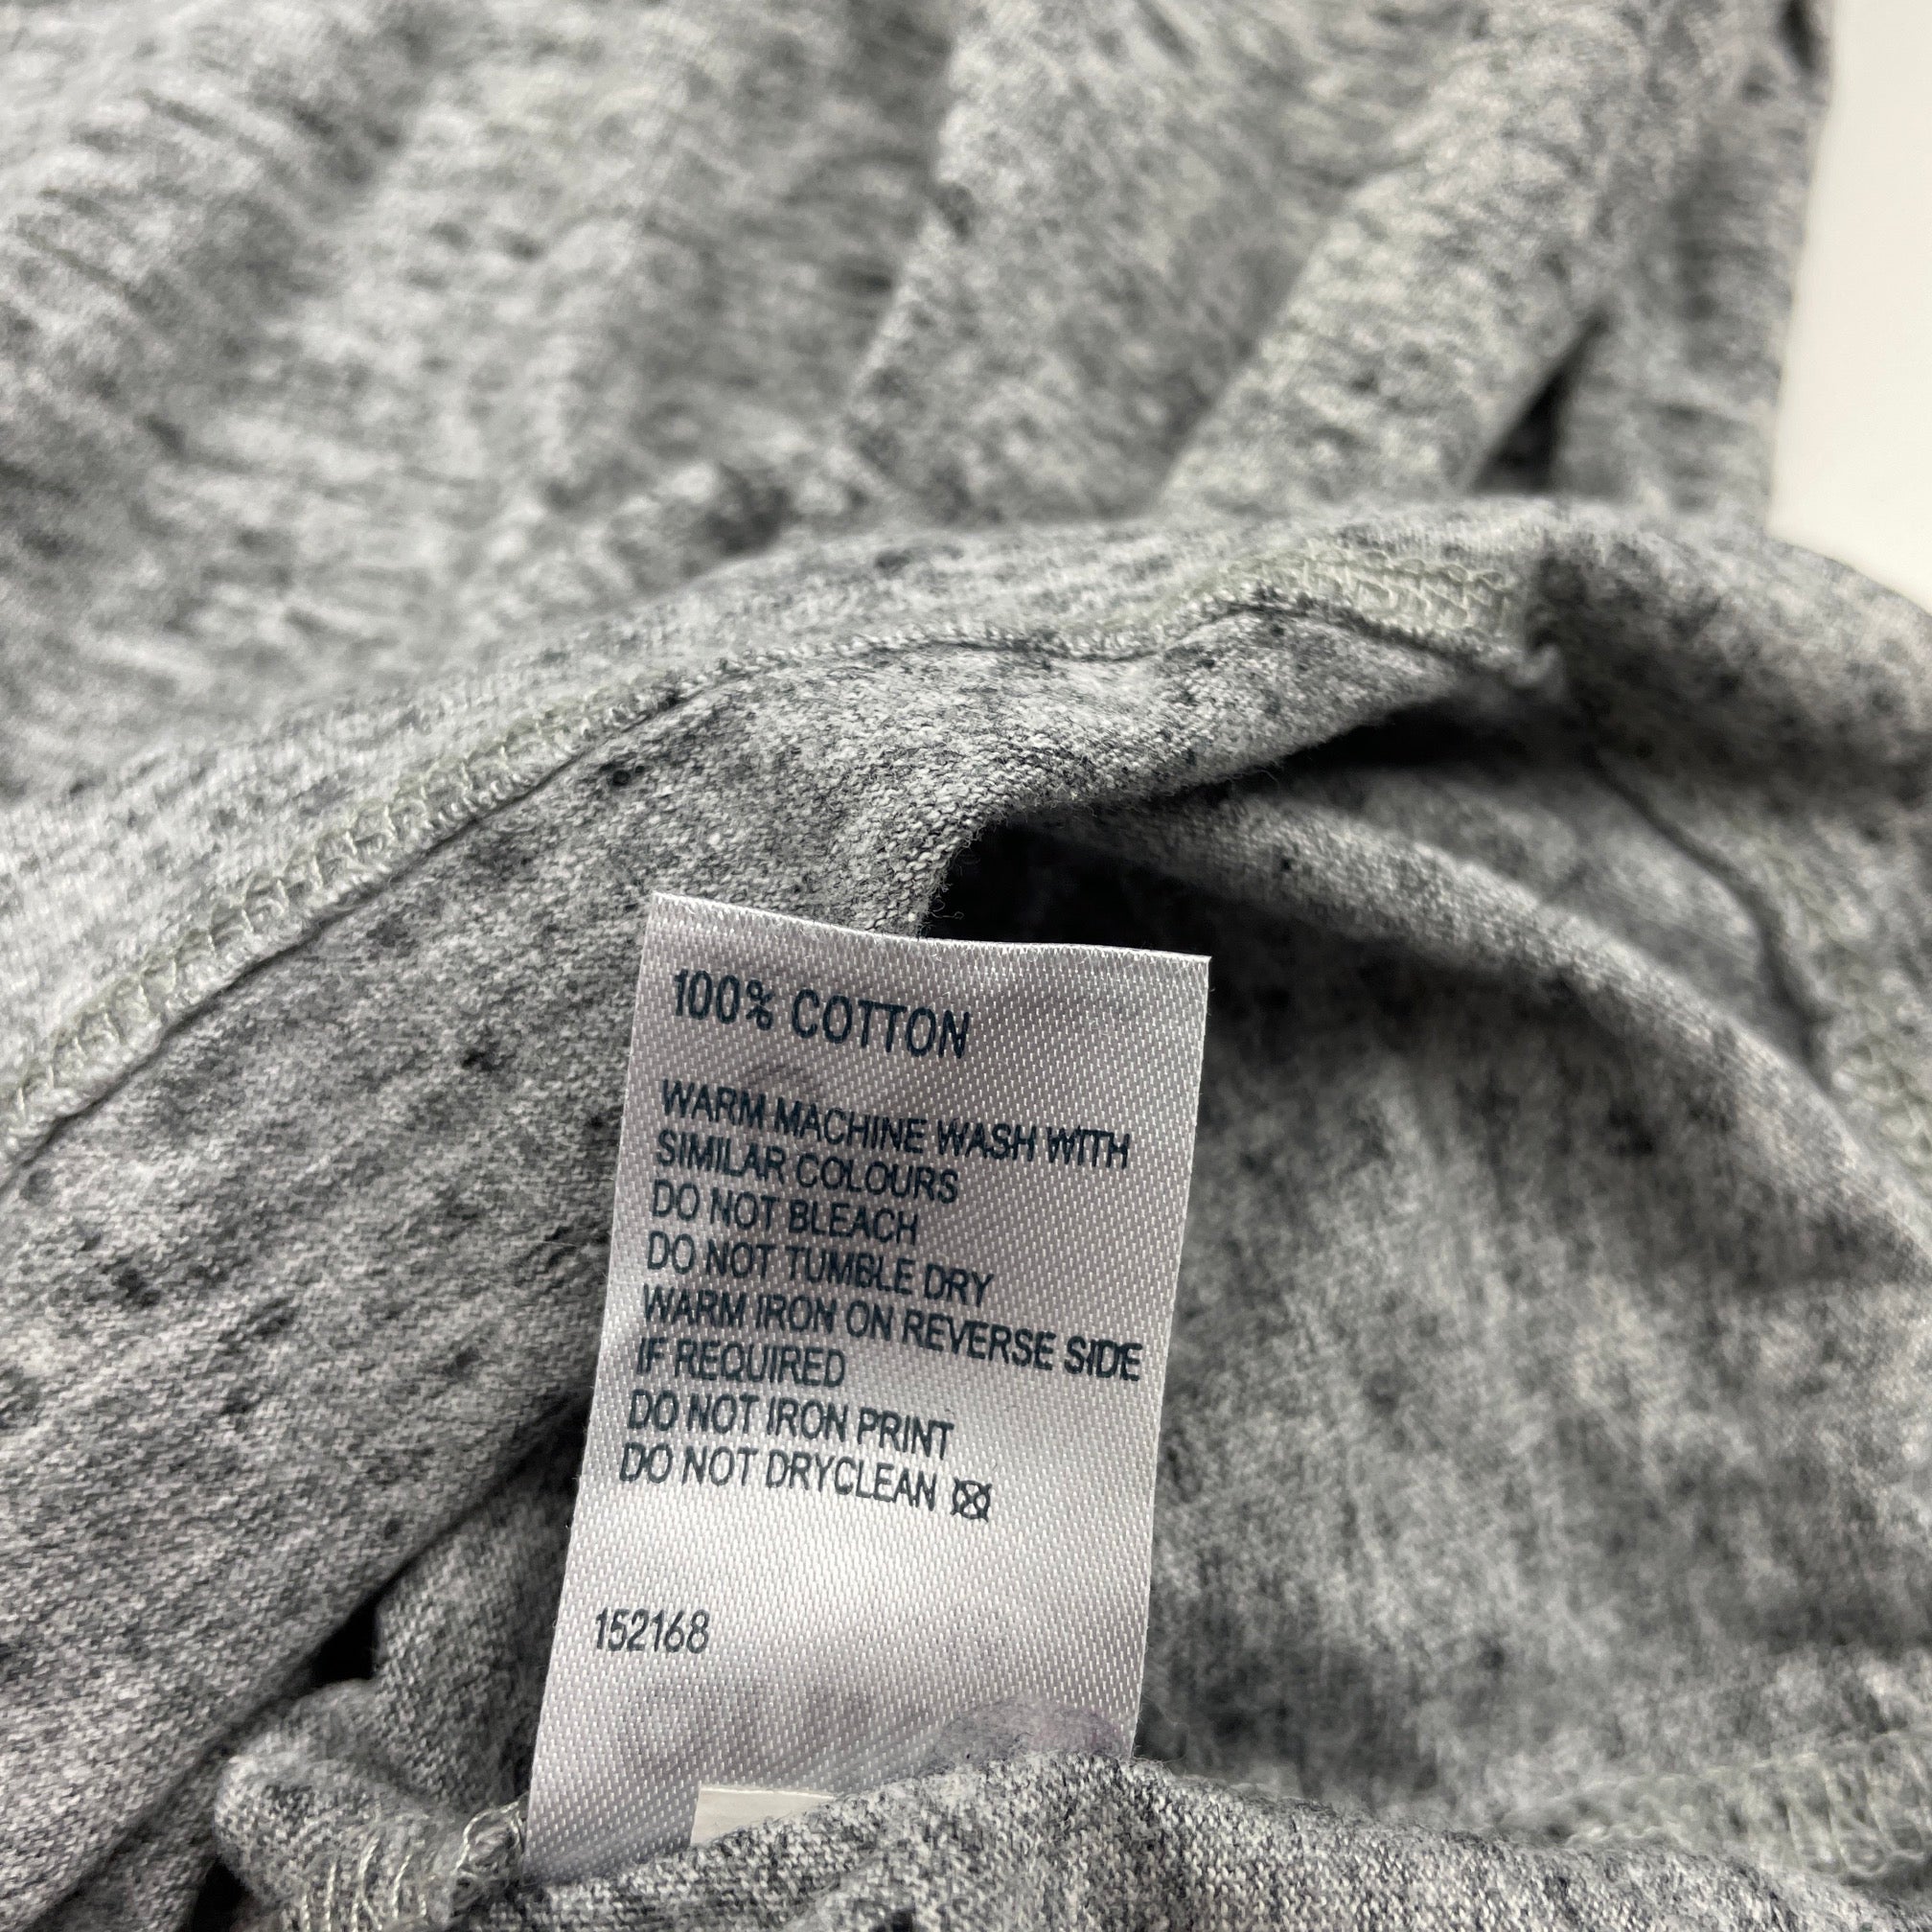 100% COTTON
WARM MACHINE WASH WITH
SIMILAR COLOURS
DO NOT BLEACH
DO NOT TUMBLE DRY
WARM IRON ON REVERSE SIDE
IF REQUIRED
DO NOT IRON PRINT
DO NOT DRYCLEAN
152168